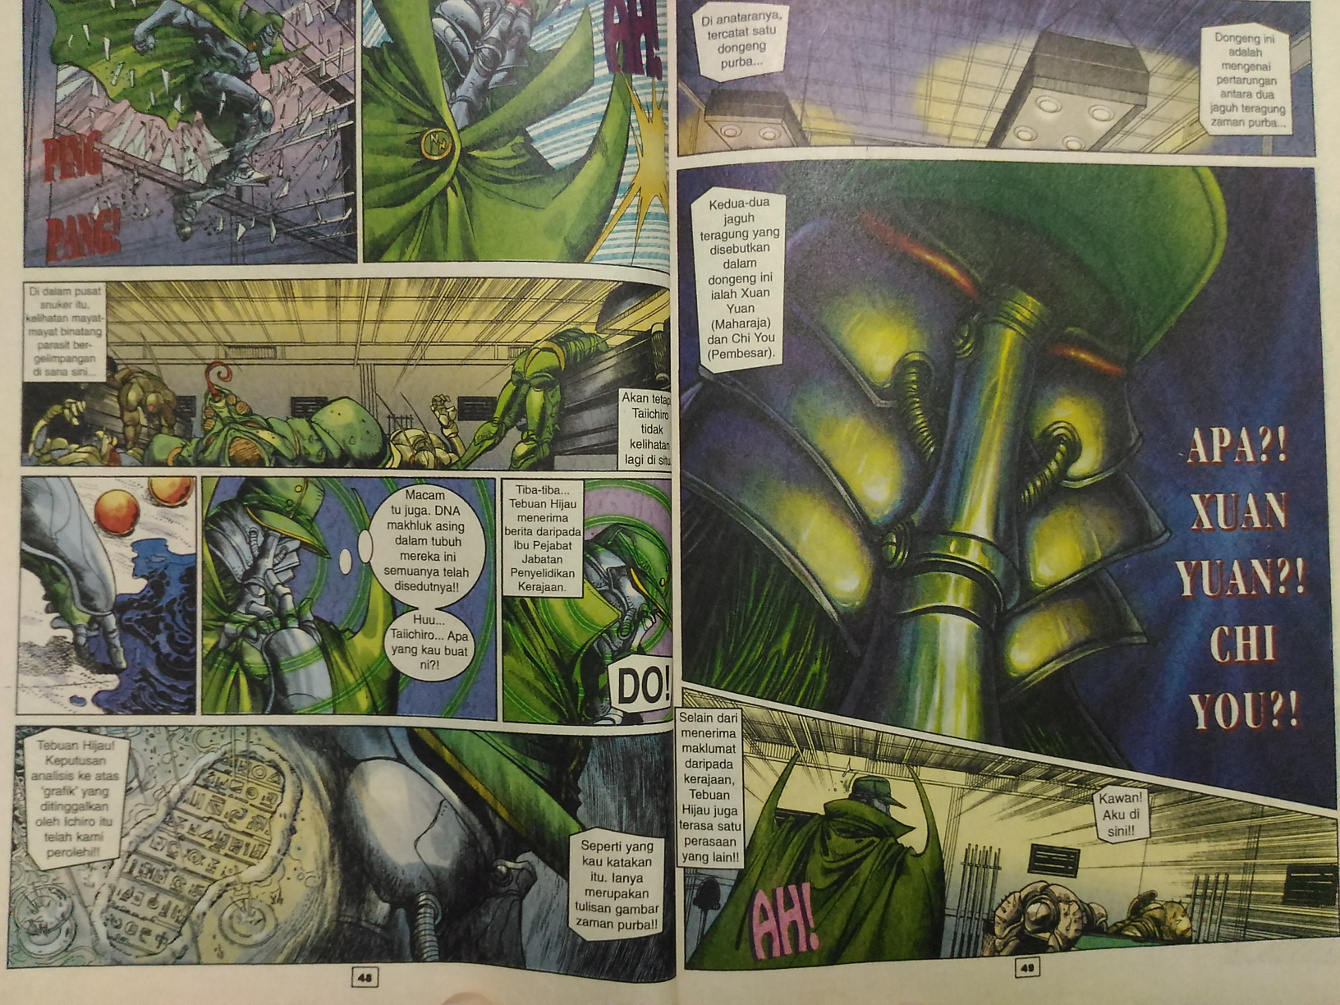 PING
PANG!
AH!
Di dalam pusat
snuker itu,
kelihatan mayat-
mayat binatang
parasit ber-
gelimpangan
di sana sini...
Akan tetapi
Taiichiro
tidak
kelihatan
lagi di situ
Macam
tu juga. DNA
makhluk asing
dalam tubuh
mereka ini
semuanya telah
disedutnya!!
Huu...
Taiichiro... Apa
yang kau buat
ni?!
Tiba-tiba...
Tebuan Hijau
menerima
berita daripada
Ibu Pejabat
Jabatan
Penyelidikan
Kerajaan.
DO!
Tebuan Hijau!
Keputusan
analisis ke atas
'grafik' yang
ditinggalkan
oleh Ichiro itu
telah kami
perolehi!!
Seperti yang
kau katakan
itu. Ianya
merupakan
tulisan gambar
zaman purba!!
48
Di anataranya,
tercatat satu
dongeng
purba...
Dongeng ini
adalah
mengenai
pertarungan
antara dua
jaguh teragung
zaman purba...
Kedua-dua
jaguh
teragung yang
disebutkan
dalam
dongeng ini
ialah Xuan
Yuan
(Maharaja)
dan Chi You
(Pembesar).
APA?!
XUAN
YUAN?!
CHI
YOU?!
Selain dari
menerima
maklumat
daripada
kerajaan,
Tebuan
Hijau juga
terasa satu
perasaan
yang lain!!
Kawan!
Aku di
sini!!
AH!
49